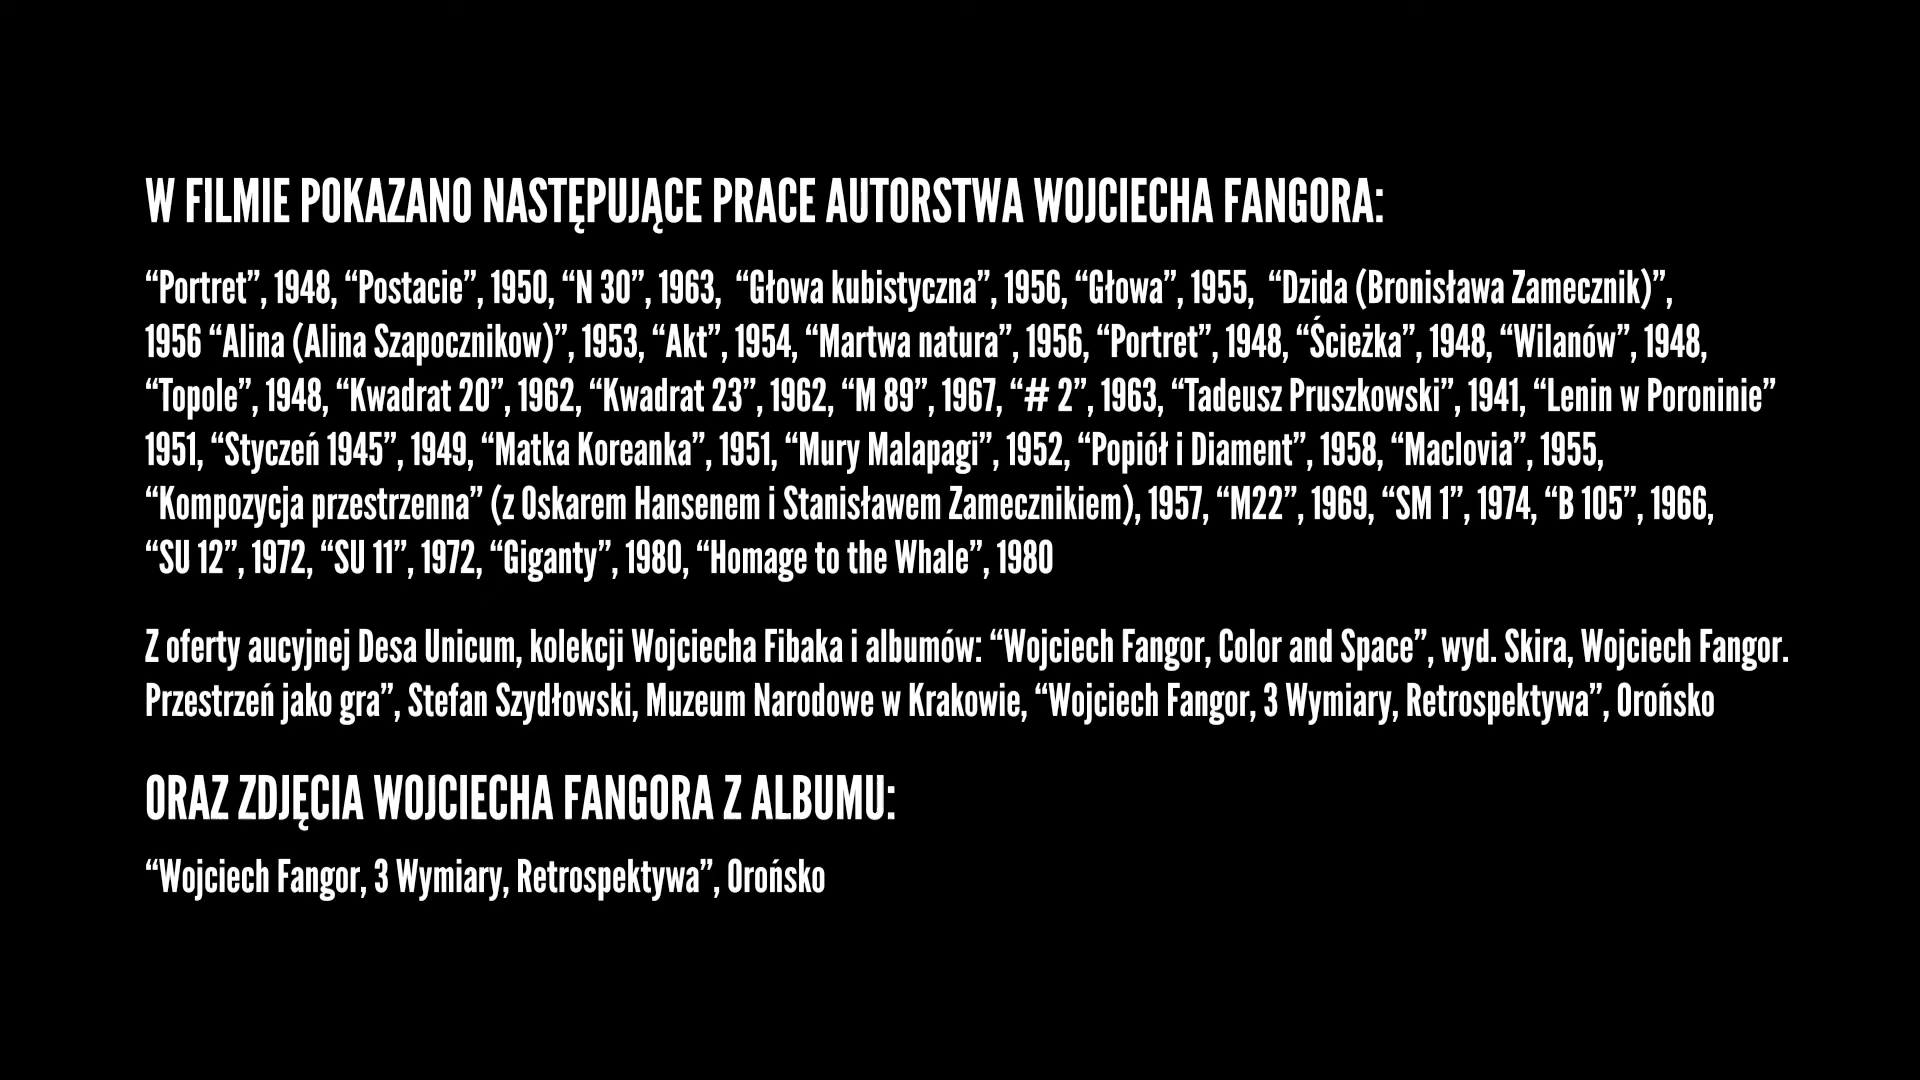 W FILMIE POKAZANO NASTĘPUJĄCE PRACE AUTORSTWA WOJCIECHA FANGORA:
“Portret”, 1948, “Postacie”, 1950, “N 30”, 1963,  “Głowa kubistyczna”, 1956, “Głowa”, 1955,  “Dzida (Bronisława Zamecznik)”,
1956 “Alina (Alina Szapocznikow)”, 1953, “Akt”, 1954, “Martwa natura”, 1956, “Portret”, 1948, “Ścieżka”, 1948, “Wilanów”, 1948,
“Topole”, 1948, “Kwadrat 20”, 1962, “Kwadrat 23”, 1962, “M 89”, 1967, “# 2”, 1963, “Tadeusz Pruszkowski”, 1941, “Lenin w Poroninie”
1951, “Styczeń 1945”, 1949, “Matka Koreanka”, 1951, “Mury Malapagi”, 1952, “Popiół i Diament”, 1958, “Maclovia”, 1955,
“Kompozycja przestrzenna” (z Oskarem Hansenem i Stanisławem Zamecznikiem), 1957, “M22”, 1969, “SM 1”, 1974, “B 105”, 1966,
“SU 12”, 1972, “SU 11”, 1972, “Giganty”, 1980, “Homage to the Whale”, 1980
Z oferty aucyjnej Desa Unicum, kolekcji Wojciecha Fibaka i albumów: “Wojciech Fangor, Color and Space”, wyd. Skira, Wojciech Fangor.
Przestrzeń jako gra”, Stefan Szydłowski, Muzeum Narodowe w Krakowie, “Wojciech Fangor, 3 Wymiary, Retrospektywa”, Orońsko
ORAZ ZDJĘCIA WOJCIECHA FANGORA Z ALBUMU:
“Wojciech Fangor, 3 Wymiary, Retrospektywa”, Orońsko